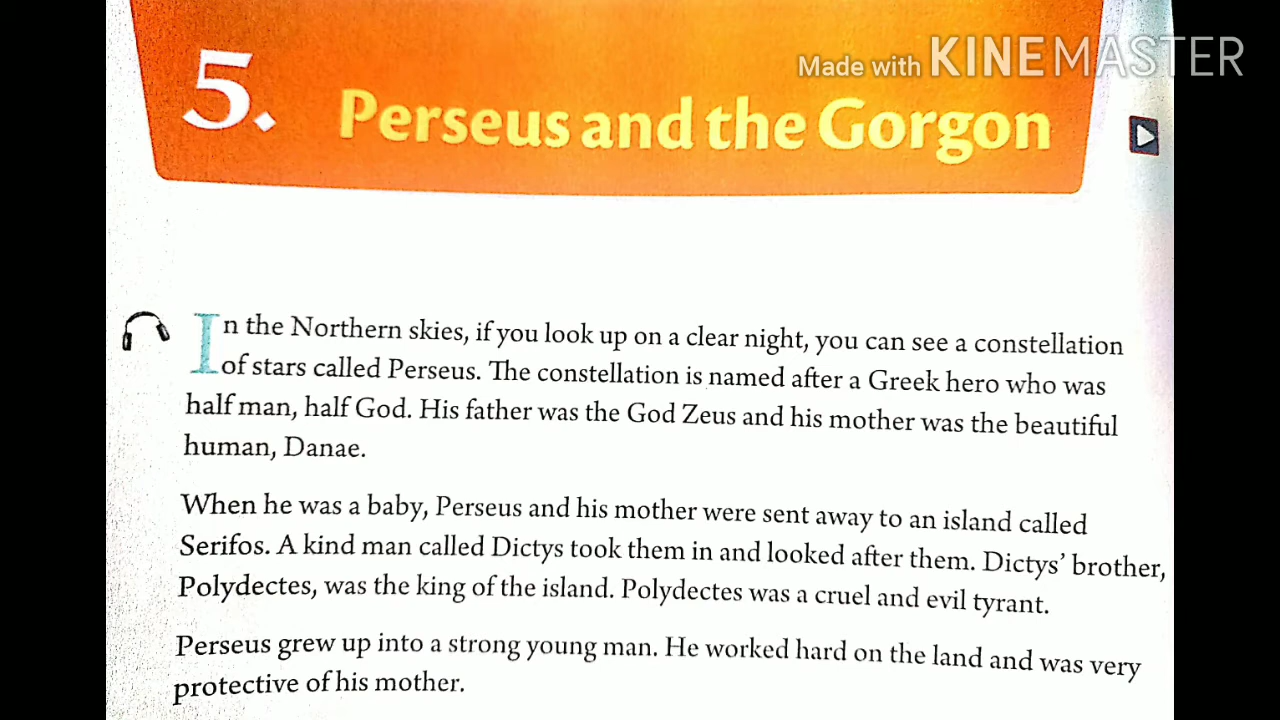 Made with KINEMASTER
5. Perseus and the Gorgon
In the Northern skies, if you look up on a clear night, you can see a constellation
of stars called Perseus. The constellation is named after a Greek hero who was
half man, half God. His father was the God Zeus and his mother was the beautiful
human, Danae.
When he was a baby, Perseus and his mother were sent away to an island called
Serifos. A kind man called Dictys took them in and looked after them. Dictys' brother,
Polydectes, was the king of the island. Polydectes was a cruel and evil tyrant.
Perseus grew up into a strong young man. He worked hard on the land and was very
protective of his mother.